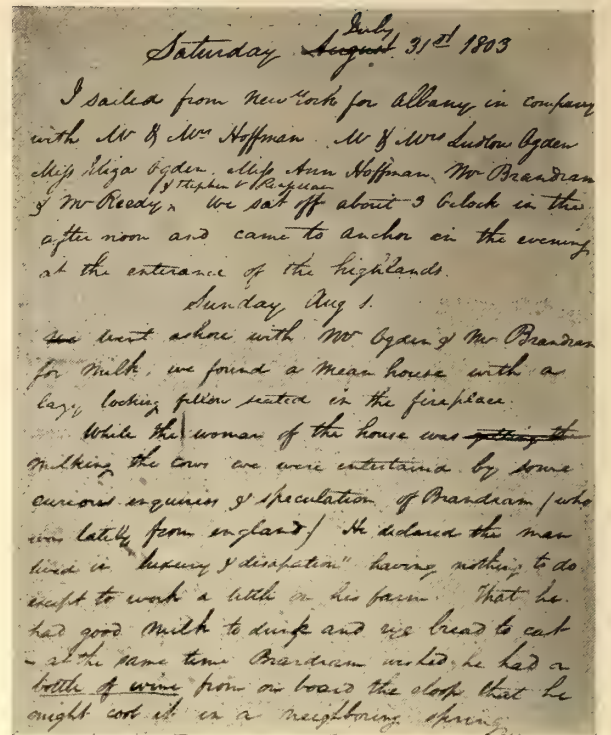 July
Saturday August 31st 1803
I sailed from New York for Albany in company
with Mr & Mrs Hoffman Mr & Mrs Ludlow Ogden
Miss Eliza Ogden, Miss Ann Hoffman, Mr Brandram
& Stephen V Renselaer
& Mr Reedy, We sat off about 3 Oclock in the
after noon and came to anchor in the evening
at the enterance of the highlands.
Sunday Aug 1.
We went ashore with Mr Ogden & Mr Brandram
for milk, we found a mean house with a
lazy looking fellow seated in the fireplace.
While the woman of the house was getting the
milking the cows we were entertaind by some
curious enquiries & speculation of Brandram (who
was lately from england) He declared the man
lived in "luxury & disapation" having nothing to do
except to work a little on his farm. That he
had good milk to drink and rye bread to eat
- at the same time Brandram wished he had a
bottle of wine from on board the sloop that he
might cool it in a neighboring spring